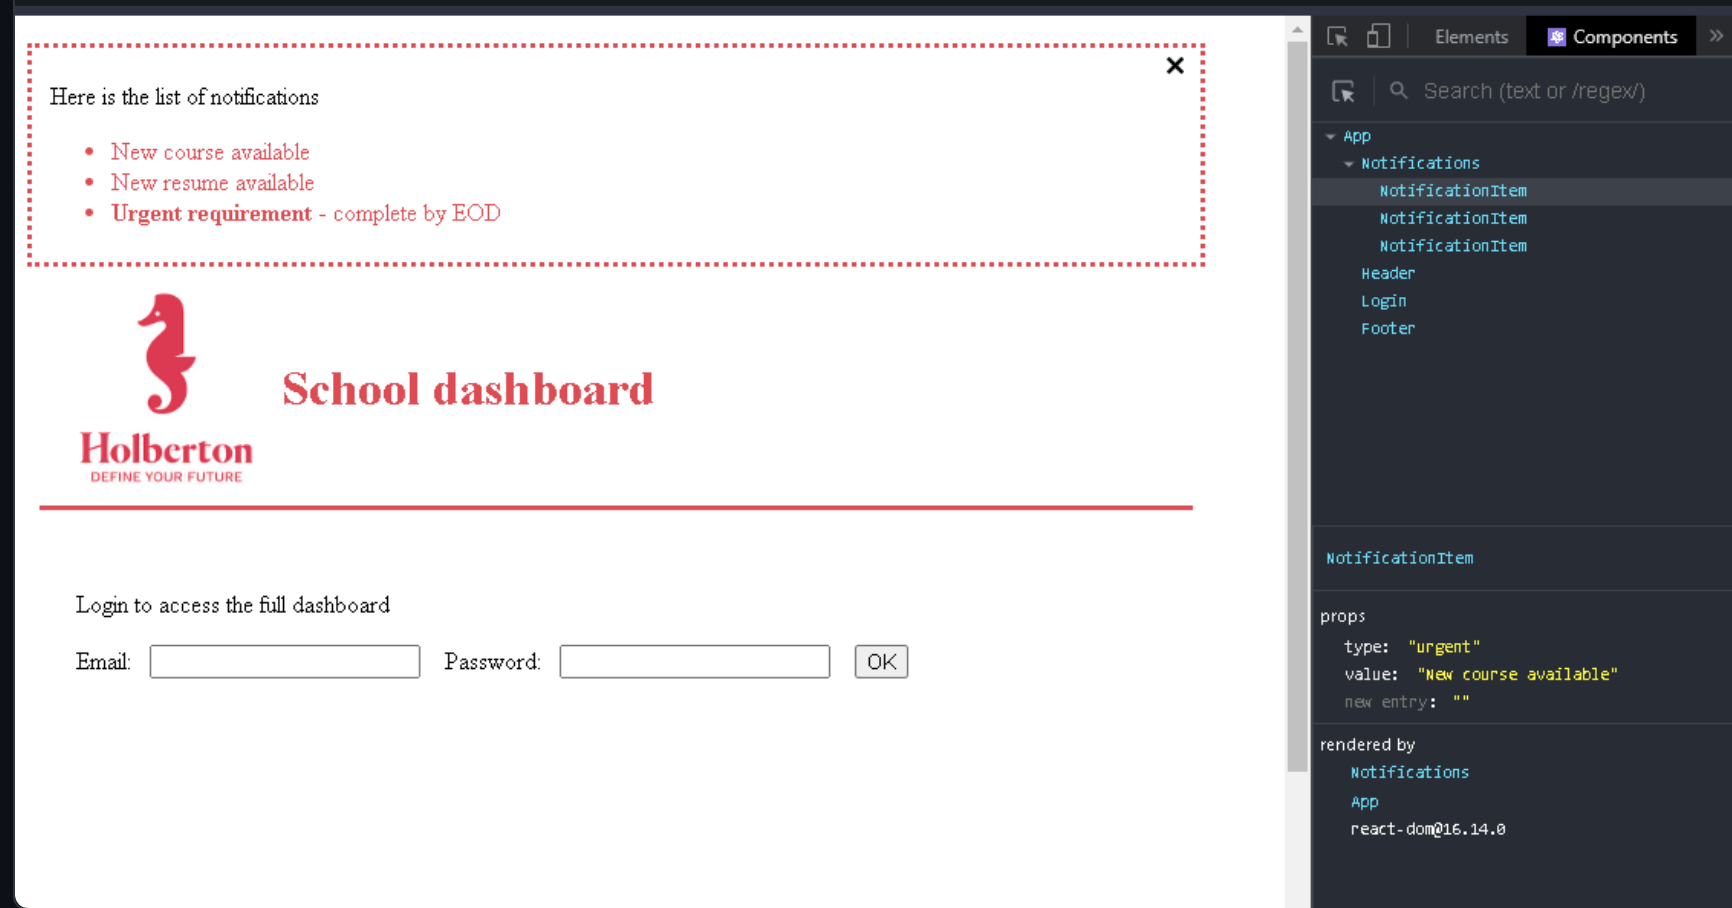 Here is the list of notifications
New course available
New resume available
Urgent requirement - complete by EOD
Holberton
DEFINE YOUR FUTURE
School dashboard
Login to access the full dashboard
Email: Password: OK
Elements Components »
Search (text or /regex/)
App
Notifications
NotificationItem
NotificationItem
NotificationItem
Header
Login
Footer
NotificationItem
props
type: "urgent"
value: "New course available"
new entry: ""
rendered by
Notifications
App
react-dom@16.14.0